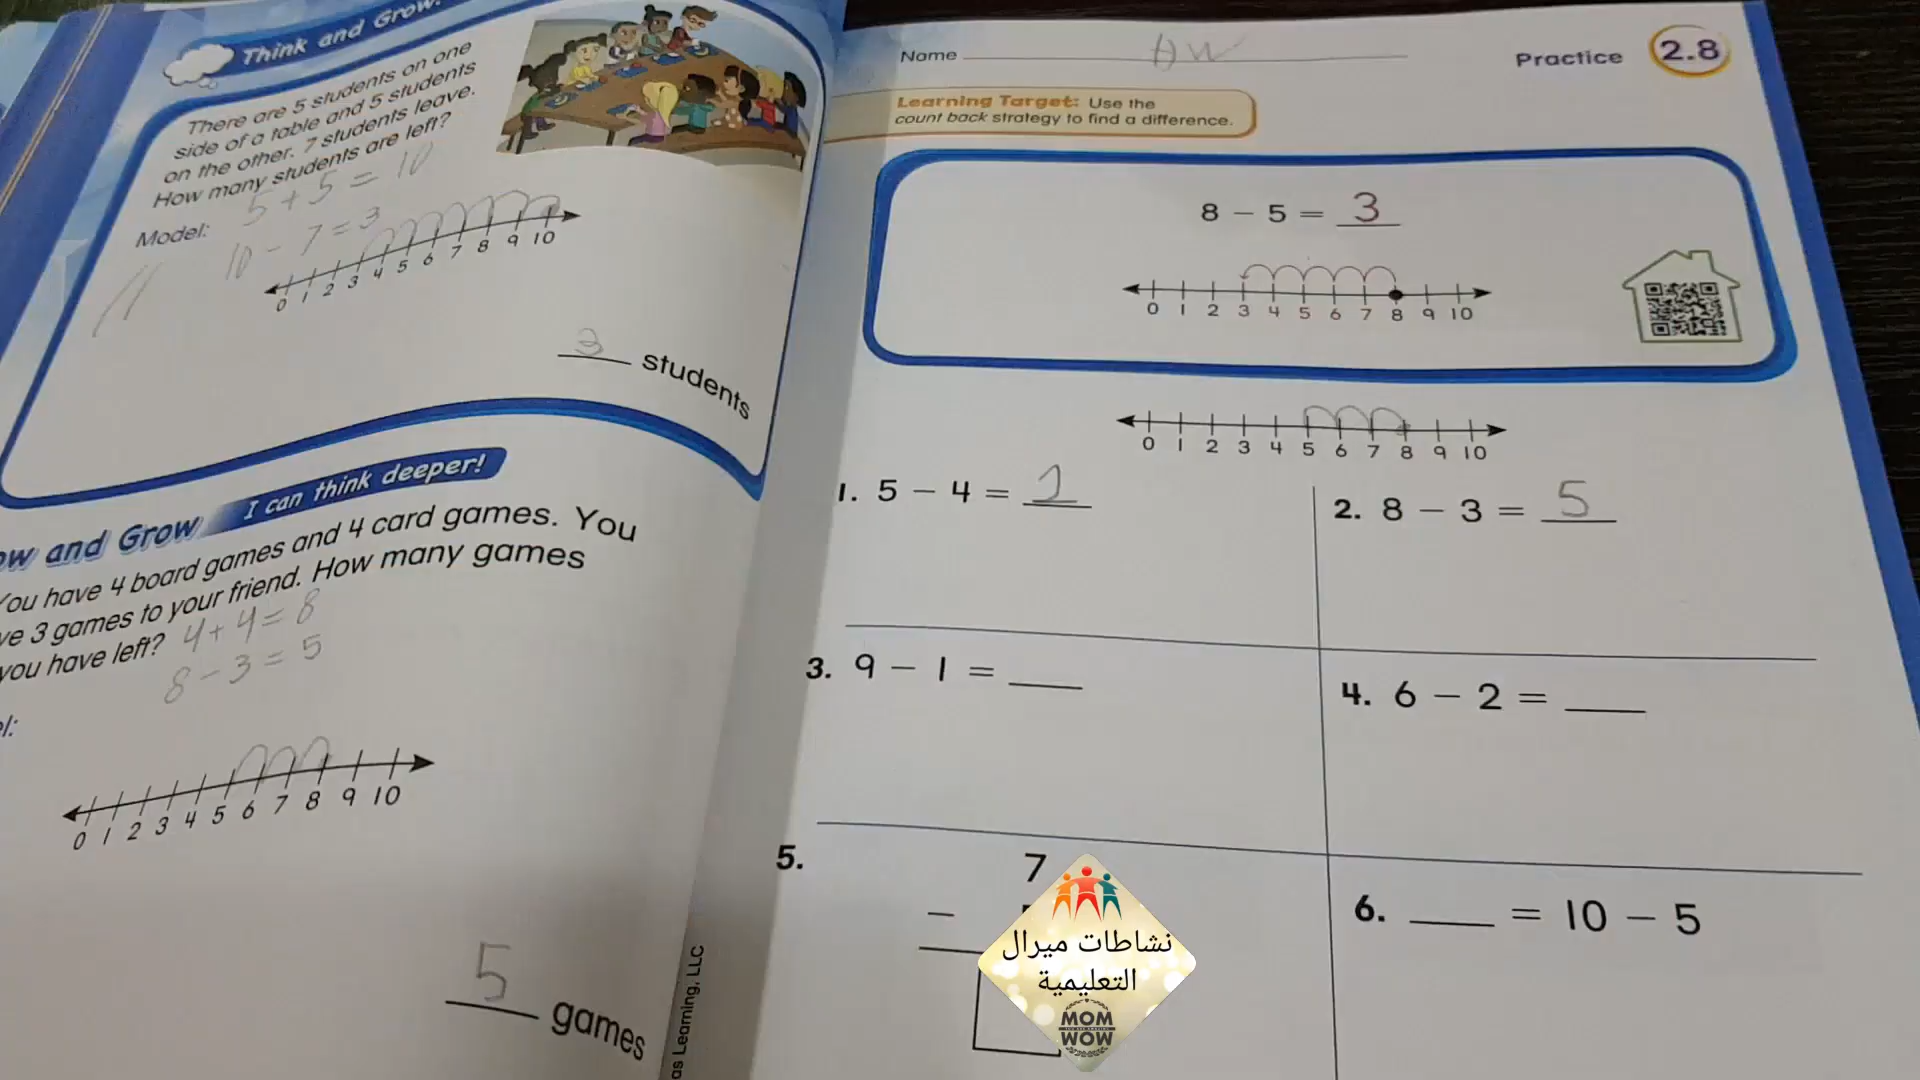 Think and Grow:
There are 5 students on one
side of a table and 5 students
on the other. 7 students leave.
How many students are left?
5 + 5 = 10
Model:
10 - 7 = 3
0 1 2 3 4 5 6 7 8 9 10
3 students
I can think deeper!
and Grow
You have 4 board games and 4 card games. You
3 games to your friend. How many games
you have left?
4 + 4 = 8
8 - 3 = 5
0 1 2 3 4 5 6 7 8 9 10
5 games
Learning, LLC
Name HW
Practice 2.8
Learning Target: Use the
count back strategy to find a difference.
8 - 5 = 3
0 1 2 3 4 5 6 7 8 9 10
0 1 2 3 4 5 6 7 8 9 10
1. 5 - 4 = 1
2. 8 - 3 = 5
3. 9 - 1 = ___
4. 6 - 2 = ___
5. 7
-
6. ___ = 10 - 5
نشاطات ميرال
التعليمية
MOM
WOW